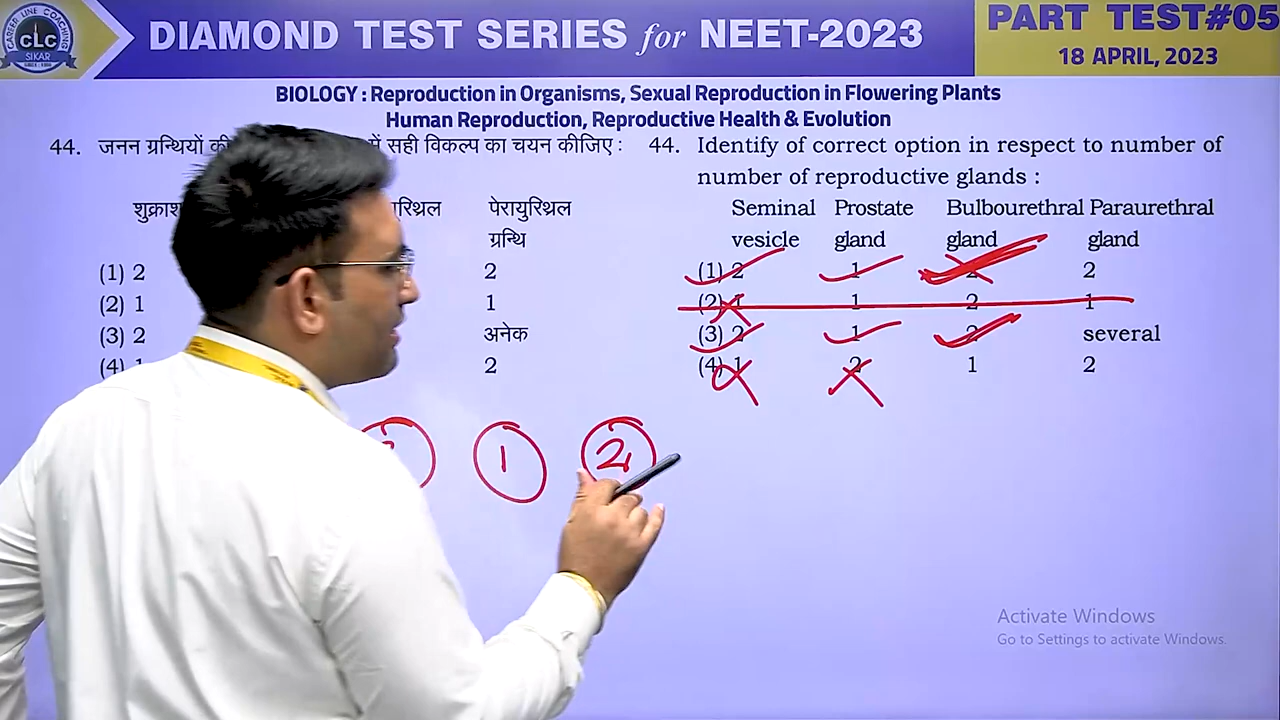 CAREER LINE COACHING
CLC
SIKAR
DIAMOND TEST SERIES for NEET-2023
PART TEST#05
18 APRIL, 2023
BIOLOGY : Reproduction in Organisms, Sexual Reproduction in Flowering Plants
Human Reproduction, Reproductive Health & Evolution
44. जनन ग्रन्थियों में सही विकल्प का चयन कीजिए :
पेरायुरिथ्रल
ग्रन्थि
(1) 2 2
(2) 1 1
(3) 2 अनेक
(4) 2
44. Identify of correct option in respect to number of
number of reproductive glands :
Seminal Prostate Bulbourethral Paraurethral
vesicle gland gland gland
(1) 2 1 2 2
(2) 1 1 2 1
(3) 2 1 2 several
(4) 1 2 1 2
1 2
Activate Windows
Go to Settings to activate Windows.